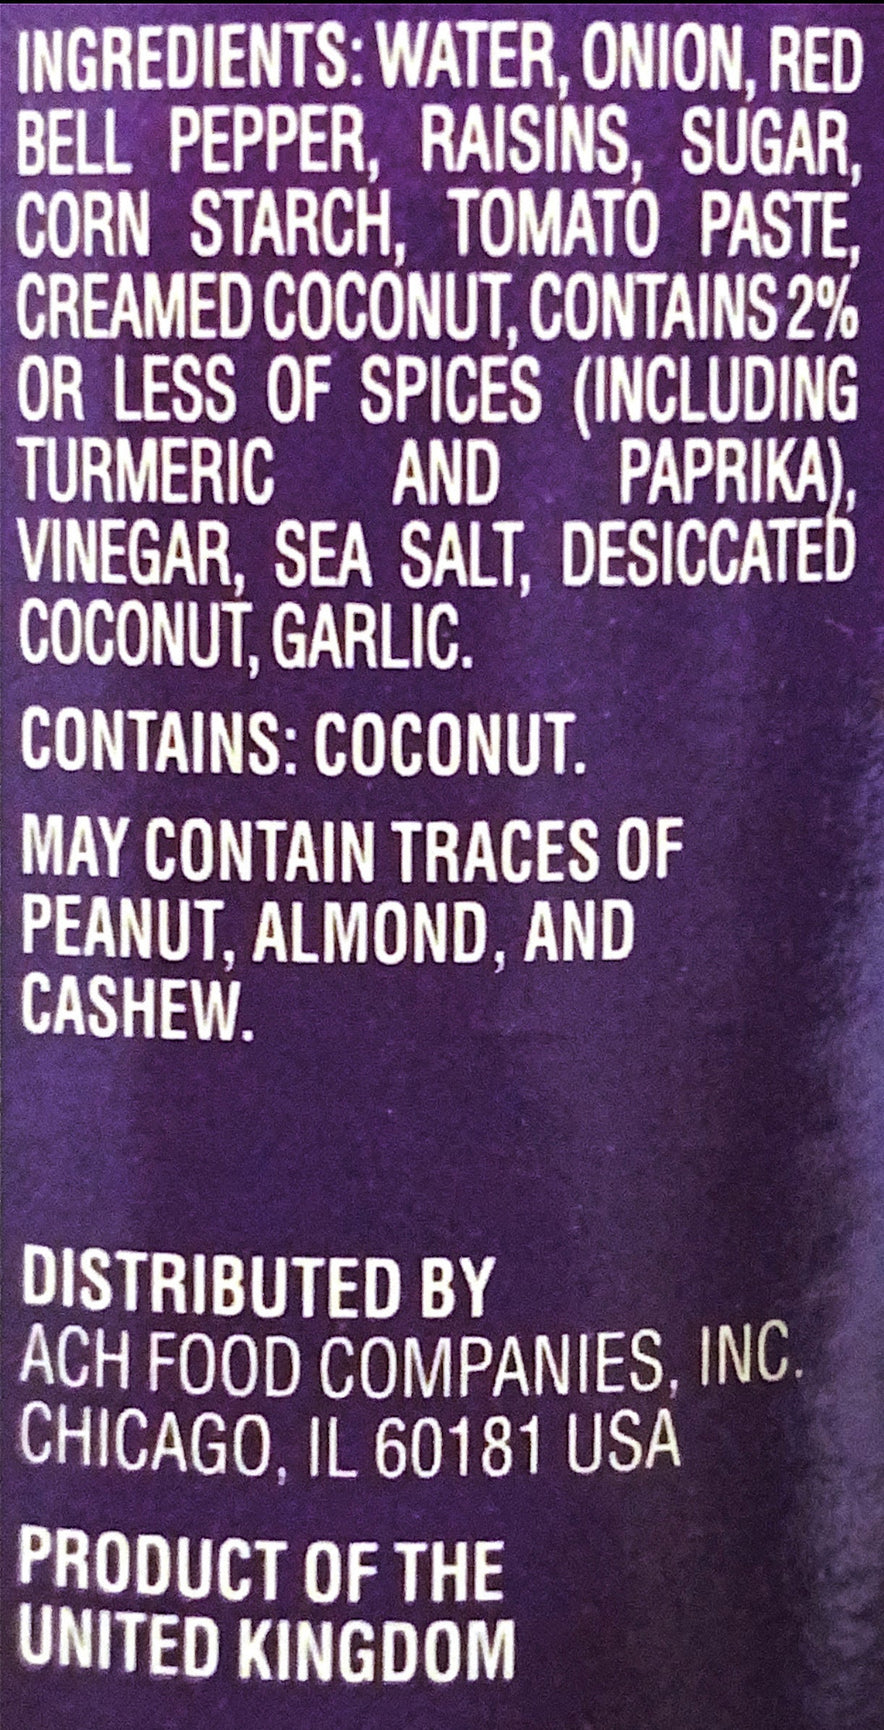 INGREDIENTS: WATER, ONION, RED
BELL PEPPER, RAISINS, SUGAR,
CORN STARCH, TOMATO PASTE,
CREAMED COCONUT, CONTAINS 2%
OR LESS OF SPICES (INCLUDING
TURMERIC AND PAPRIKA),
VINEGAR, SEA SALT, DESICCATED
COCONUT, GARLIC.
CONTAINS: COCONUT.
MAY CONTAIN TRACES OF
PEANUT, ALMOND, AND
CASHEW.
DISTRIBUTED BY
ACH FOOD COMPANIES, INC.
CHICAGO, IL 60181 USA
PRODUCT OF THE
UNITED KINGDOM